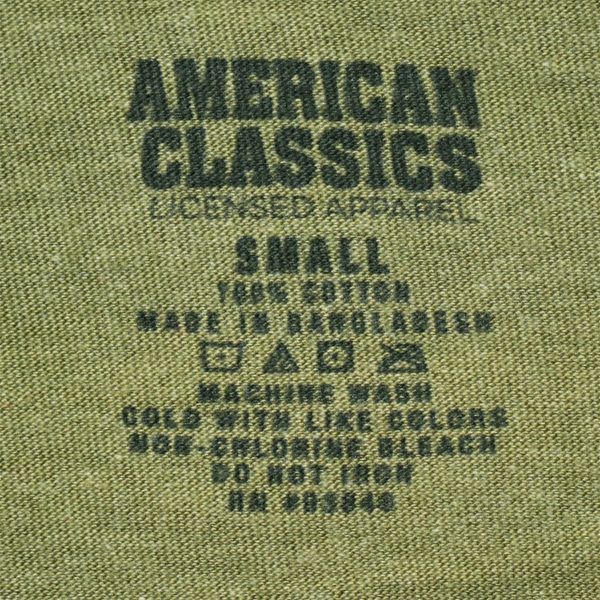 AMERICAN
CLASSICS
LICENSED APPAREL
SMALL
100% COTTON
MADE IN BANGLADESH
MACHINE WASH
COLD WITH LIKE COLORS
NON-CHLORINE BLEACH
DO NOT IRON
RN